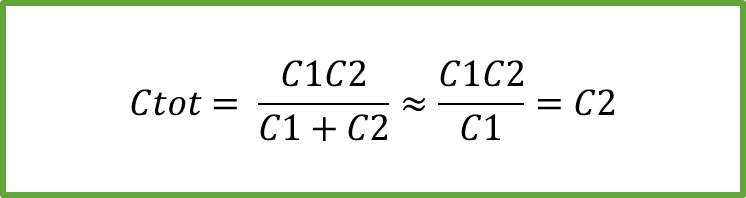 Ctot = C1C2 / C1 + C2 ≈ C1C2 / C1 = C2